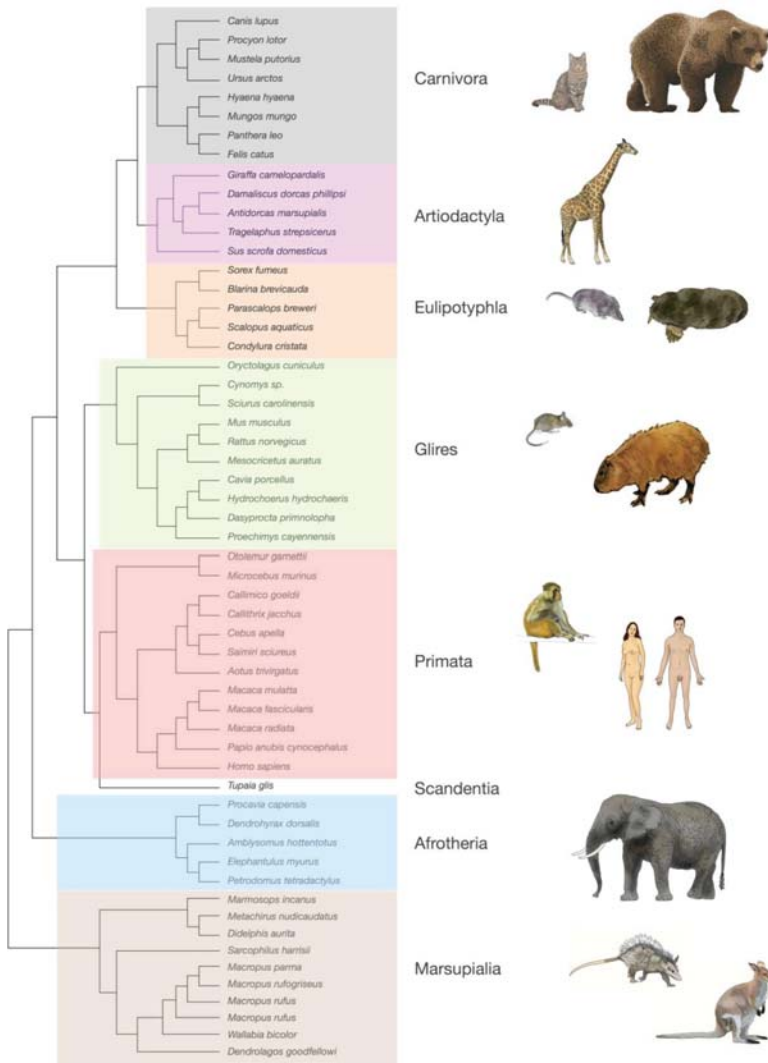 Canis lupus
Procyon lotor
Mustela putorius
Ursus arctos
Hyaena hyaena
Mungos mungo
Panthera leo
Felis catus
Carnivora
Giraffa camelopardalis
Damaliscus dorcas phillipsi
Antidorcas marsupialis
Tragelaphus strepsicerus
Sus scrofa domesticus
Artiodactyla
Sorex fumeus
Blarina brevicauda
Parascalops breweri
Scalopus aquaticus
Condylura cristata
Eulipotyphla
Oryctolagus cuniculus
Cynomys sp.
Sciurus carolinensis
Mus musculus
Rattus norvegicus
Mesocricetus auratus
Cavia porcellus
Hydrochoerus hydrochaeris
Dasyprocta primnolopha
Proechimys cayennensis
Glires
Otolemur garnettii
Microcebus murinus
Callimico goeldii
Callithrix jacchus
Cebus apella
Saimiri sciureus
Aotus trivirgatus
Macaca mulatta
Macaca fascicularis
Macaca radiata
Papio anubis cynocephalus
Homo sapiens
Primata
Tupaia glis
Scandentia
Procavia capensis
Dendrohyrax dorsalis
Amblysomus hottentotus
Elephantulus myurus
Petrodomus tetradactylus
Afrotheria
Marmosops incanus
Metachirus nudicaudatus
Didelphis aurita
Sarcophilus harrisii
Macropus parma
Macropus rufogriseus
Macropus rufus
Macropus rufus
Wallabia bicolor
Dendrolagos goodfellowi
Marsupialia